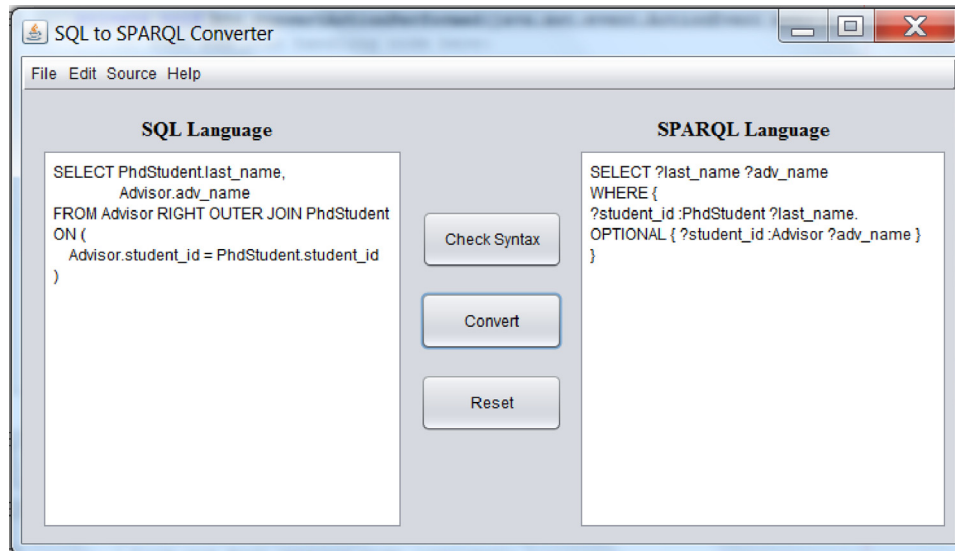 SQL to SPARQL Converter
File Edit Source Help
SQL Language
SELECT PhdStudent.last_name,
Advisor.adv_name
FROM Advisor RIGHT OUTER JOIN PhdStudent
ON (
Advisor.student_id = PhdStudent.student_id
)
Check Syntax
Convert
Reset
SPARQL Language
SELECT ?last_name ?adv_name
WHERE {
?student_id :PhdStudent ?last_name.
OPTIONAL { ?student_id :Advisor ?adv_name }
}